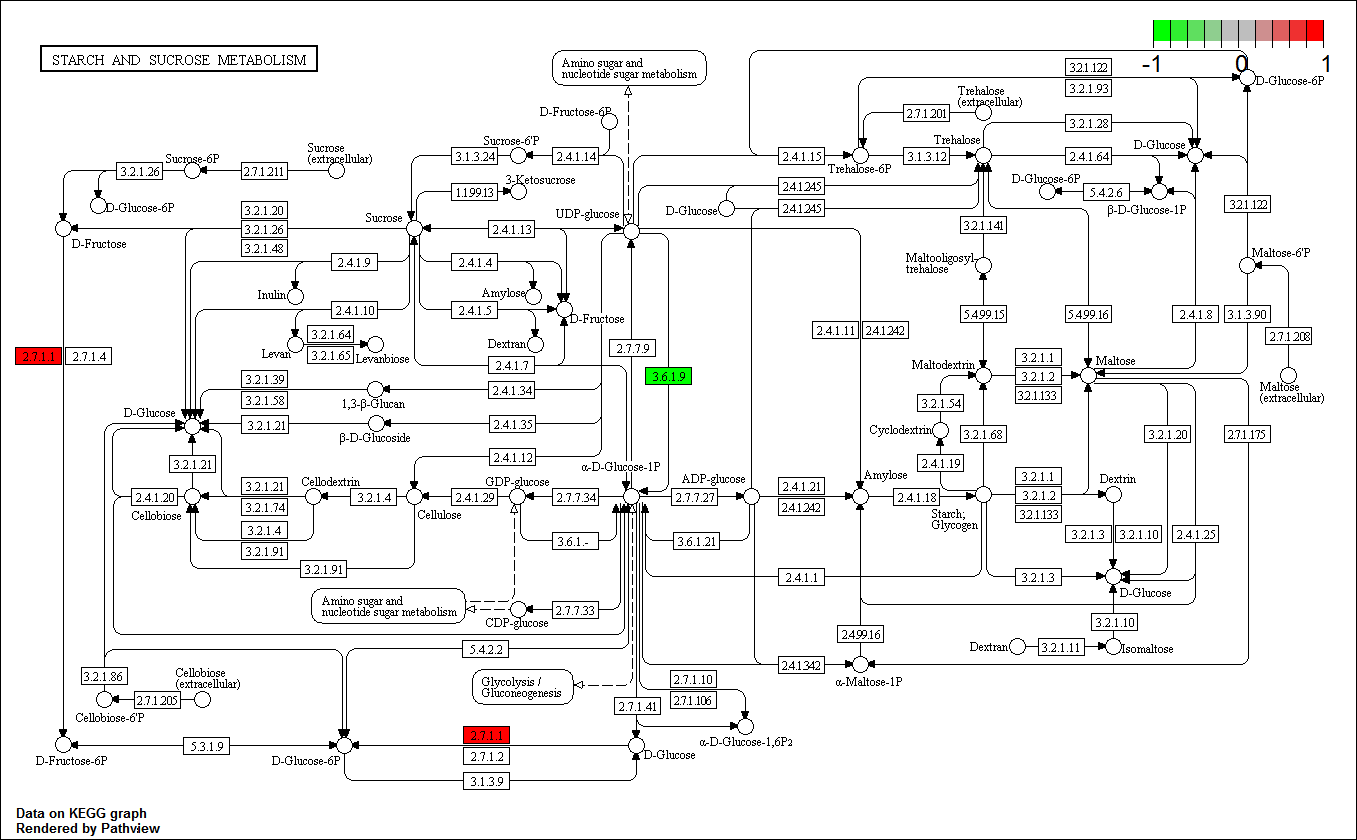 STARCH AND SUCROSE METABOLISM
-1
0
1
Amino sugar and
nucleotide sugar metabolism
D-Fructose-6P
Sucrose-6'P
3.1.3.24
2.4.1.14
Sucrose
(extracellular)
Sucrose-6P
3.2.1.26
2.7.1.211
D-Glucose-6P
1.1.99.13
3-Ketosucrose
3.2.1.20
3.2.1.26
3.2.1.48
Sucrose
UDP-glucose
D-Fructose
2.4.1.13
2.4.1.9
2.4.1.4
Inulin
Amylose
2.4.1.10
2.4.1.5
D-Fructose
3.2.1.64
3.2.1.65
Levan
Levanbiose
Dextran
2.7.1.1
2.7.1.4
2.4.1.7
2.7.7.9
3.6.1.9
3.2.1.39
3.2.1.58
1,3-β-Glucan
2.4.1.34
D-Glucose
3.2.1.21
β-D-Glucoside
2.4.1.35
3.2.1.21
2.4.1.12
α-D-Glucose-1P
2.4.1.20
Cellobiose
3.2.1.21
3.2.1.74
Cellodextrin
3.2.1.4
Cellulose
2.4.1.29
GDP-glucose
2.7.7.34
3.2.1.4
3.2.1.91
3.2.1.91
3.6.1.-
Amino sugar and
nucleotide sugar metabolism
CDP-glucose
2.7.7.33
5.4.2.2
3.2.1.86
Cellobiose
(extracellular)
2.7.1.205
Cellobiose-6'P
Glycolysis /
Gluconeogenesis
2.7.1.10
2.7.1.106
2.7.1.41
α-D-Glucose-1,6P2
D-Fructose-6P
5.3.1.9
D-Glucose-6P
2.7.1.1
2.7.1.2
3.1.3.9
D-Glucose
3.2.1.122
3.2.1.93
D-Glucose-6P
Trehalose
(extracellular)
2.7.1.201
3.2.1.28
2.4.1.15
Trehalose-6P
3.1.3.12
Trehalose
2.4.1.64
D-Glucose
2.4.1.245
D-Glucose
2.4.1.245
D-Glucose-6P
5.4.2.6
β-D-Glucose-1P
3.2.1.141
3.2.1.122
Maltooligosyl-
trehalose
Maltose-6'P
2.4.1.11
2.4.1.242
5.4.99.15
5.4.99.16
2.4.1.8
3.1.3.90
2.7.1.208
Maltodextrin
3.2.1.1
3.2.1.2
3.2.1.133
Maltose
Maltose
(extracellular)
3.2.1.54
Cyclodextrin
3.2.1.68
3.2.1.20
2.7.1.175
2.4.1.19
ADP-glucose
2.7.7.27
2.4.1.21
2.4.1.242
Amylose
2.4.1.18
Starch;
Glycogen
3.2.1.1
3.2.1.2
3.2.1.133
Dextrin
3.6.1.21
3.2.1.3
3.2.1.10
2.4.1.25
2.4.1.1
3.2.1.3
D-Glucose
3.2.1.10
2.4.99.16
Dextran
3.2.1.11
Isomaltose
2.4.1.342
α-Maltose-1P
Data on KEGG graph
Rendered by Pathview